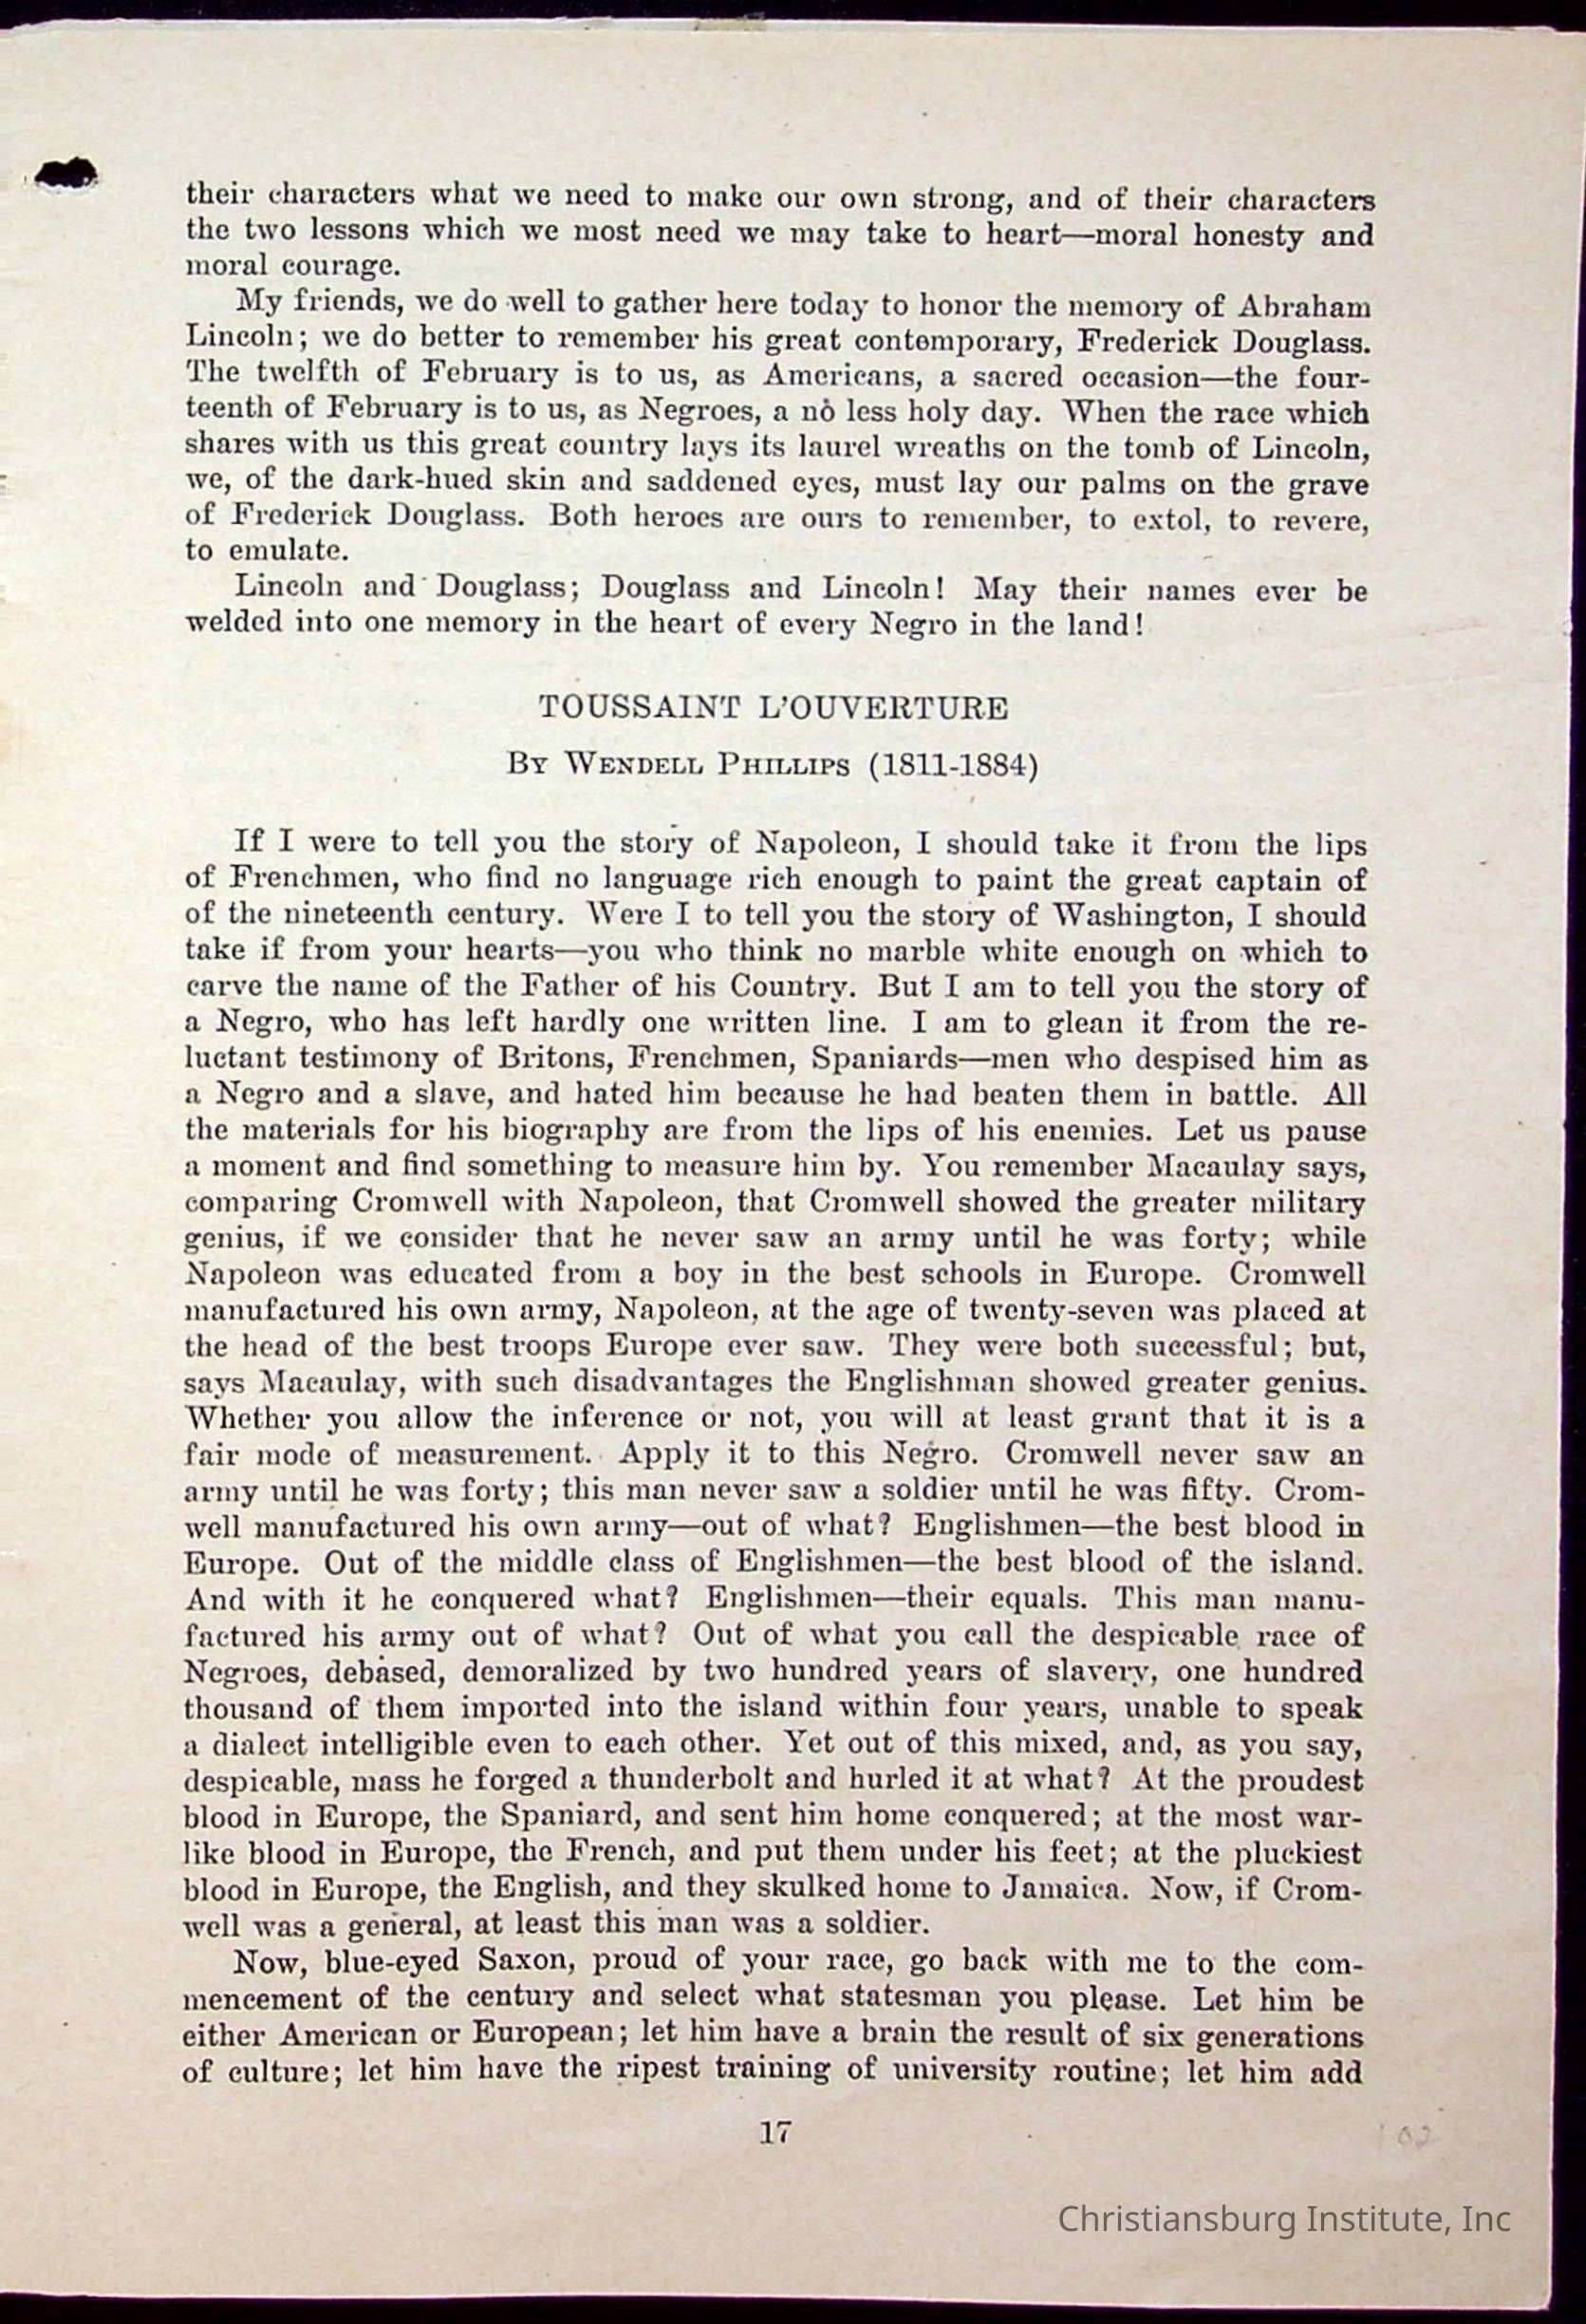 their characters what we need to make our own strong, and of their characters
the two lessons which we most need we may take to heart—moral honesty and
moral courage.
My friends, we do well to gather here today to honor the memory of Abraham
Lincoln; we do better to remember his great contemporary, Frederick Douglass.
The twelfth of February is to us, as Americans, a sacred occasion—the four-
teenth of February is to us, as Negroes, a no less holy day. When the race which
shares with us this great country lays its laurel wreaths on the tomb of Lincoln,
we, of the dark-hued skin and saddened eyes, must lay our palms on the grave
of Frederick Douglass. Both heroes are ours to remember, to extol, to revere,
to emulate.
Lincoln and Douglass; Douglass and Lincoln! May their names ever be
welded into one memory in the heart of every Negro in the land!
TOUSSAINT L'OUVERTURE
By Wendell Phillips (1811-1884)
If I were to tell you the story of Napoleon, I should take it from the lips
of Frenchmen, who find no language rich enough to paint the great captain of
of the nineteenth century. Were I to tell you the story of Washington, I should
take if from your hearts—you who think no marble white enough on which to
carve the name of the Father of his Country. But I am to tell you the story of
a Negro, who has left hardly one written line. I am to glean it from the re-
luctant testimony of Britons, Frenchmen, Spaniards—men who despised him as
a Negro and a slave, and hated him because he had beaten them in battle. All
the materials for his biography are from the lips of his enemies. Let us pause
a moment and find something to measure him by. You remember Macaulay says,
comparing Cromwell with Napoleon, that Cromwell showed the greater military
genius, if we consider that he never saw an army until he was forty; while
Napoleon was educated from a boy in the best schools in Europe. Cromwell
manufactured his own army, Napoleon, at the age of twenty-seven was placed at
the head of the best troops Europe ever saw. They were both successful; but,
says Macaulay, with such disadvantages the Englishman showed greater genius.
Whether you allow the inference or not, you will at least grant that it is a
fair mode of measurement. Apply it to this Negro. Cromwell never saw an
army until he was forty; this man never saw a soldier until he was fifty. Crom-
well manufactured his own army—out of what? Englishmen—the best blood in
Europe. Out of the middle class of Englishmen—the best blood of the island.
And with it he conquered what? Englishmen—their equals. This man manu-
factured his army out of what? Out of what you call the despicable race of
Negroes, debased, demoralized by two hundred years of slavery, one hundred
thousand of them imported into the island within four years, unable to speak
a dialect intelligible even to each other. Yet out of this mixed, and, as you say,
despicable, mass he forged a thunderbolt and hurled it at what? At the proudest
blood in Europe, the Spaniard, and sent him home conquered; at the most war-
like blood in Europe, the French, and put them under his feet; at the pluckiest
blood in Europe, the English, and they skulked home to Jamaica. Now, if Crom-
well was a general, at least this man was a soldier.
Now, blue-eyed Saxon, proud of your race, go back with me to the com-
mencement of the century and select what statesman you please. Let him be
either American or European; let him have a brain the result of six generations
of culture; let him have the ripest training of university routine; let him add
17
Christiansburg Institute, Inc